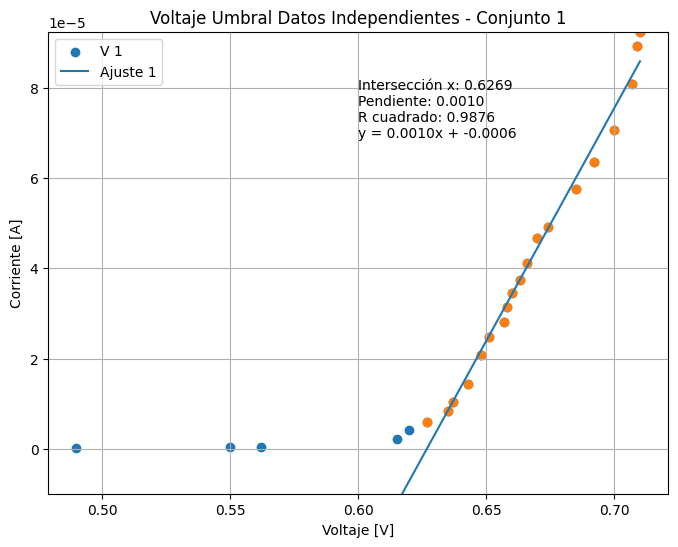 Voltaje Umbral Datos Independientes - Conjunto 1
1e−5
V 1
Ajuste 1
Intersección x: 0.6269
Pendiente: 0.0010
R cuadrado: 0.9876
y = 0.0010x + -0.0006
8
6
4
2
0
Corriente [A]
0.50 0.55 0.60 0.65 0.70
Voltaje [V]